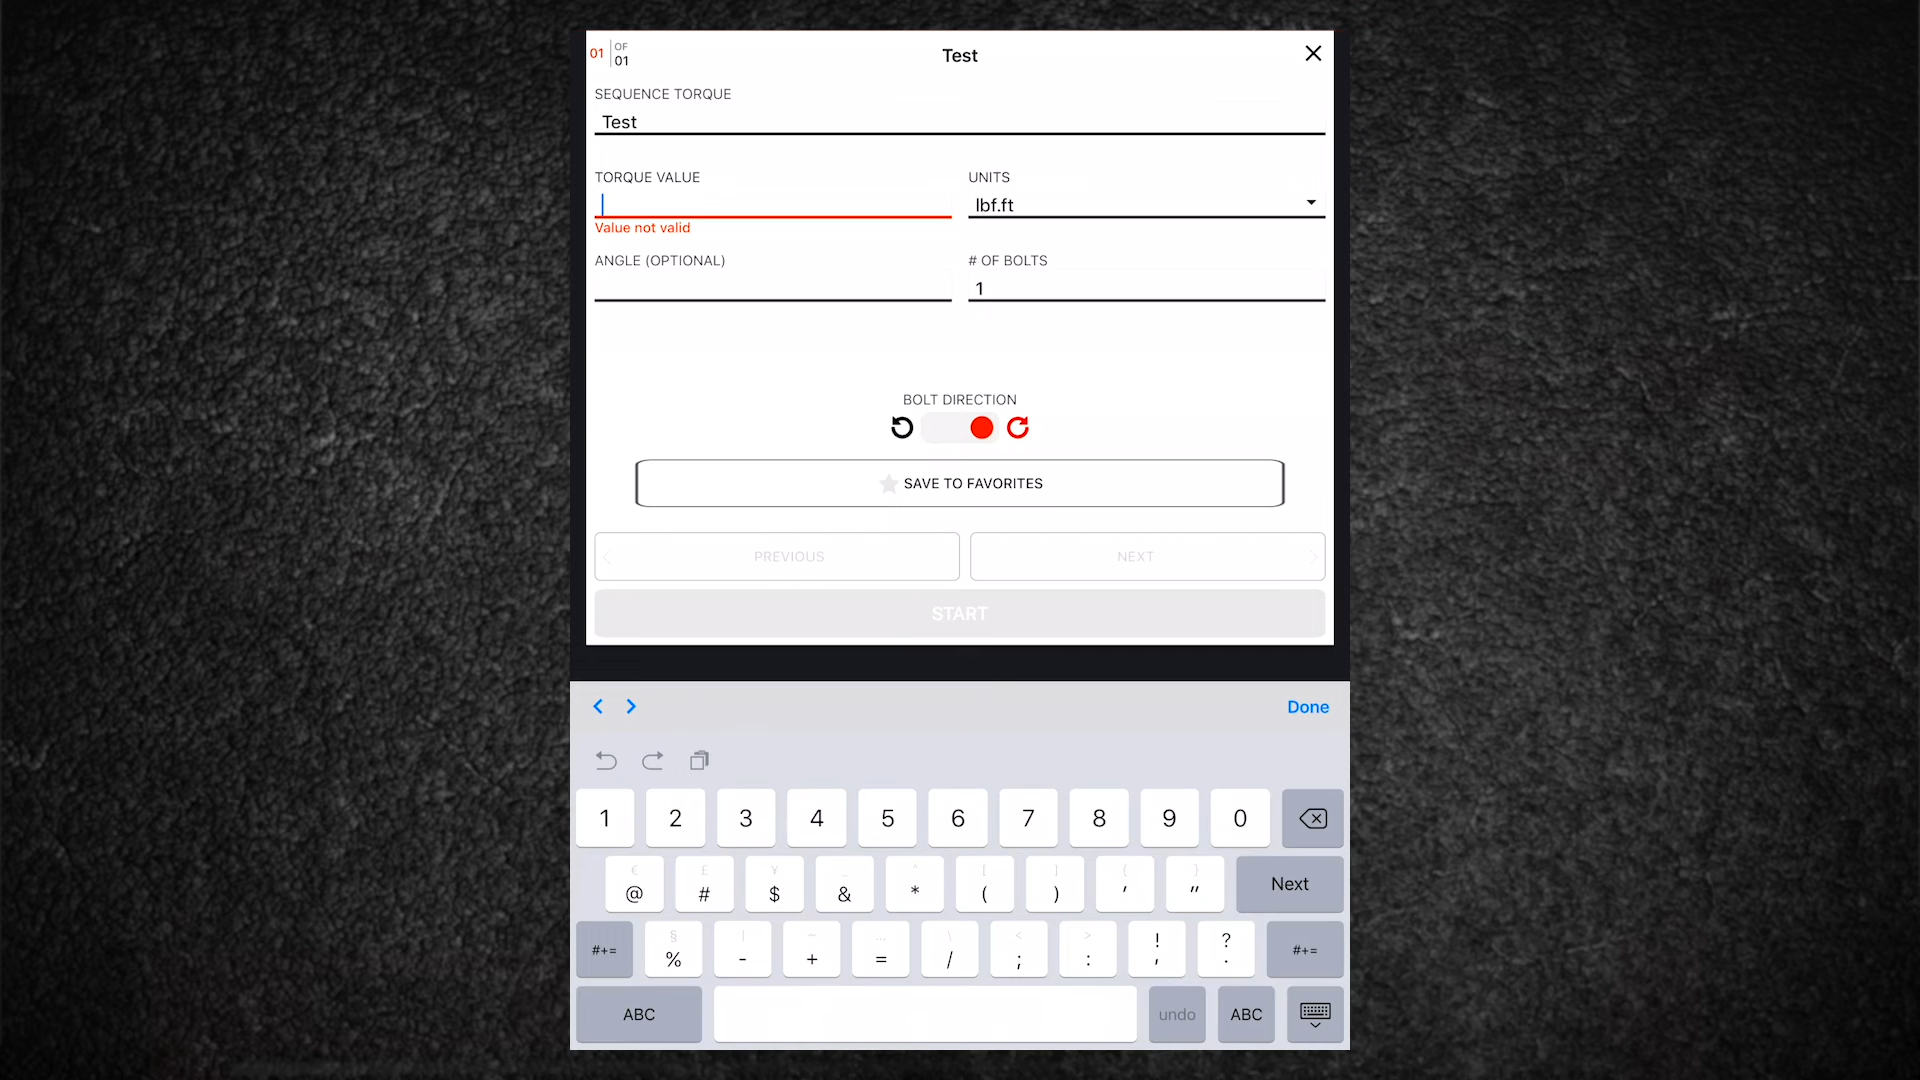 01 OF 01
Test
SEQUENCE TORQUE
Test
TORQUE VALUE
UNITS
lbf.ft
Value not valid
ANGLE (OPTIONAL)
# OF BOLTS
1
BOLT DIRECTION
SAVE TO FAVORITES
PREVIOUS
NEXT
START
Done
1 2 3 4 5 6 7 8 9 0
€ £ ¥ _ ^ [ ] { }
@ # $ & * ( ) ' "
Next
§ | ~ … \ < > ! ?
#+= % - + = / ; : , . #+=
ABC undo ABC